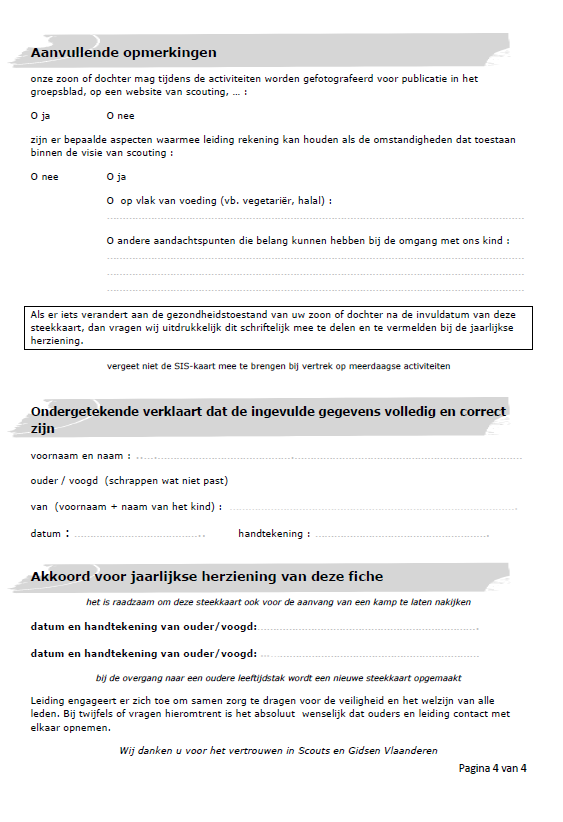 Aanvullende opmerkingen
onze zoon of dochter mag tijdens de activiteiten worden gefotografeerd voor publicatie in het
groepsblad, op een website van scouting, ... :
O ja O nee
zijn er bepaalde aspecten waarmee leiding rekening kan houden als de omstandigheden dat toestaan
binnen de visie van scouting :
O nee O ja
O op vlak van voeding (vb. vegetariër, halal) :
O andere aandachtspunten die belang kunnen hebben bij de omgang met ons kind :
Als er iets verandert aan de gezondheidstoestand van uw zoon of dochter na de invuldatum van deze
steekkaart, dan vragen wij uitdrukkelijk dit schriftelijk mee te delen en te vermelden bij de jaarlijkse
herziening.
vergeet niet de SIS-kaart mee te brengen bij vertrek op meerdaagse activiteiten
Ondergetekende verklaart dat de ingevulde gegevens volledig en correct
zijn
voornaam en naam :
ouder / voogd (schrappen wat niet past)
van (voornaam + naam van het kind) :
datum : handtekening :
Akkoord voor jaarlijkse herziening van deze fiche
het is raadzaam om deze steekkaart ook voor de aanvang van een kamp te laten nakijken
datum en handtekening van ouder/voogd:
datum en handtekening van ouder/voogd:
bij de overgang naar een oudere leeftijdstak wordt een nieuwe steekkaart opgemaakt
Leiding engageert er zich toe om samen zorg te dragen voor de veiligheid en het welzijn van alle
leden. Bij twijfels of vragen hieromtrent is het absoluut wenselijk dat ouders en leiding contact met
elkaar opnemen.
Wij danken u voor het vertrouwen in Scouts en Gidsen Vlaanderen
Pagina 4 van 4